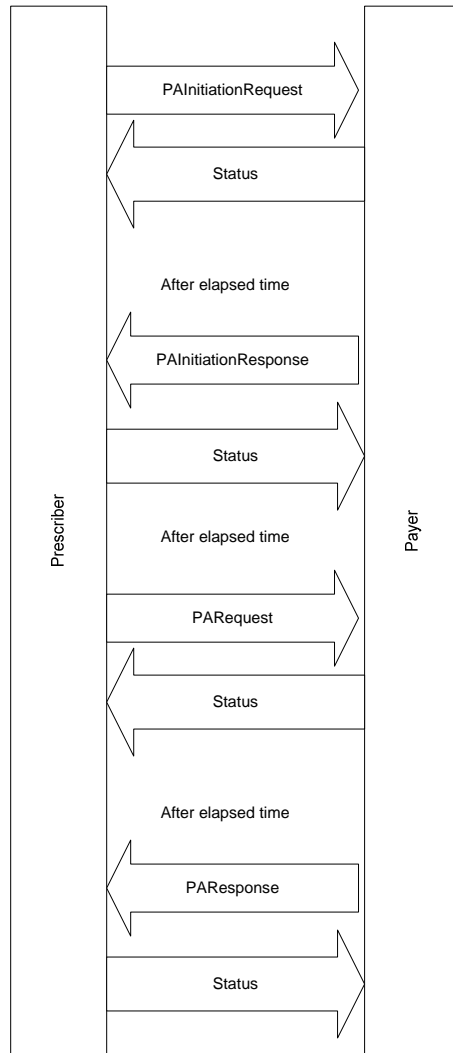 PAInitiationRequest
Status
After elapsed time
PAInitiationResponse
Status
After elapsed time
Prescriber
Payer
PARequest
Status
After elapsed time
PAResponse
Status